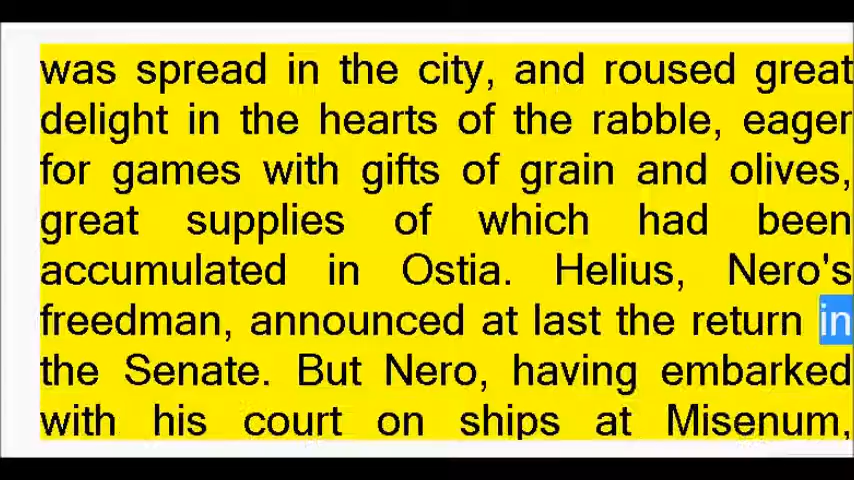 was spread in the city, and roused great
delight in the hearts of the rabble, eager
for games with gifts of grain and olives,
great supplies of which had been
accumulated in Ostia. Helius, Nero's
freedman, announced at last the return in
the Senate. But Nero, having embarked
with his court on ships at Misenum,